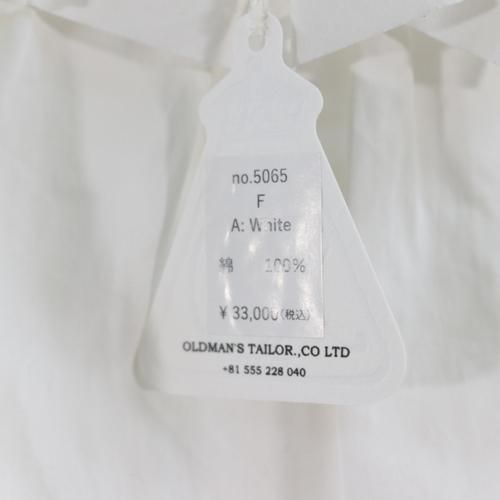 no.5065
F
A: White
綿 100%
¥33,000(税込)
OLDMAN'S TAILOR.,CO LTD
+81 555 228 040